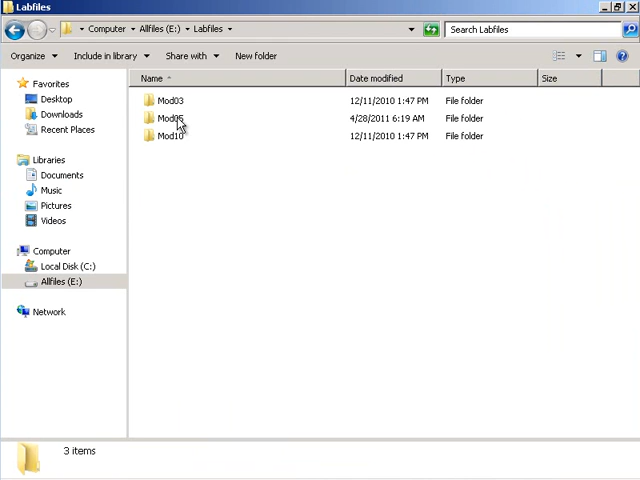 Labfiles
Computer ▸ Allfiles (E:) ▸ Labfiles ▸
Search Labfiles
Organize Include in library Share with New folder
Name Date modified Type Size
Favorites
Desktop
Downloads
Recent Places
Libraries
Documents
Music
Pictures
Videos
Computer
Local Disk (C:)
Allfiles (E:)
Network
Mod03 12/11/2010 1:47 PM File folder
Mod05 4/28/2011 6:19 AM File folder
Mod10 12/11/2010 1:47 PM File folder
3 items